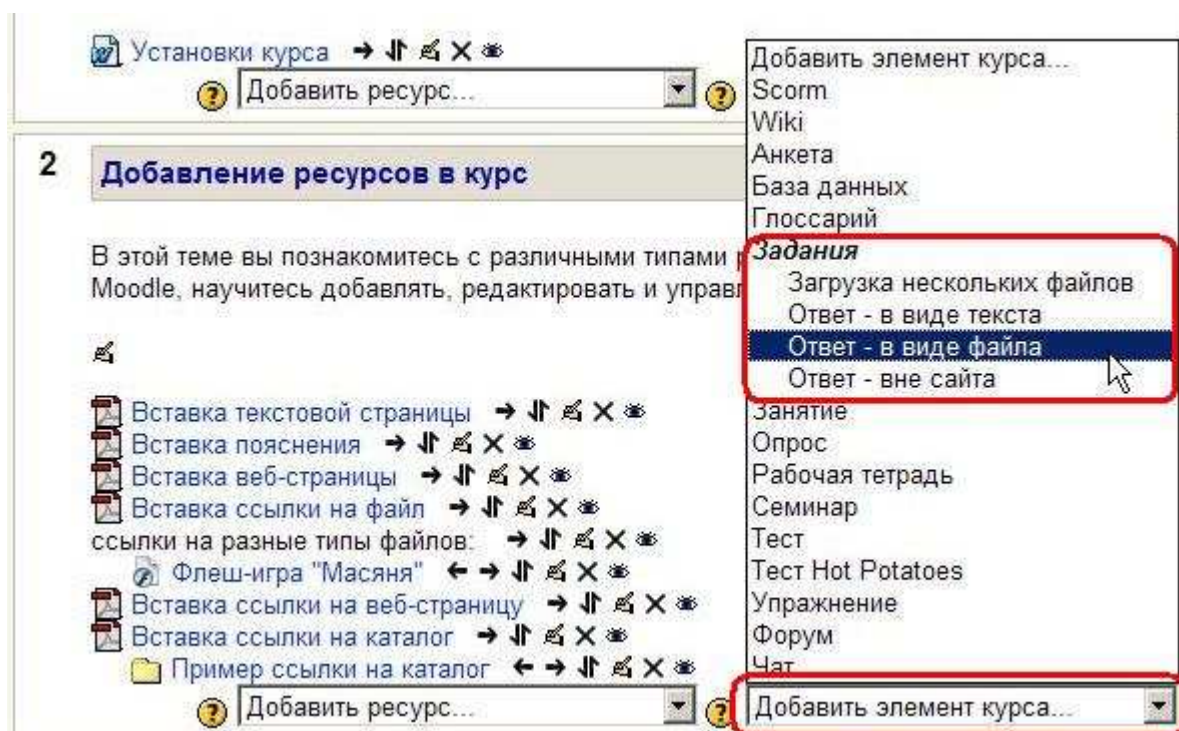 Установки курса
Добавить ресурс...
2
Добавление ресурсов в курс
В этой теме вы познакомитесь с различными типами
Moodle, научитесь добавлять, редактировать и
Вставка текстовой страницы
Вставка пояснения
Вставка веб-страницы
Вставка ссылки на файл
ссылки на разные типы файлов:
Флеш-игра "Масяня"
Вставка ссылки на веб-страницу
Вставка ссылки на каталог
Пример ссылки на каталог
Добавить ресурс...
Добавить элемент курса...
Scorm
Wiki
Анкета
База данных
Глоссарий
Задания
Загрузка нескольких файлов
Ответ - в виде текста
Ответ - в виде файла
Ответ - вне сайта
Занятие
Опрос
Рабочая тетрадь
Семинар
Тест
Тест Hot Potatoes
Упражнение
Форум
Чат
Добавить элемент курса...